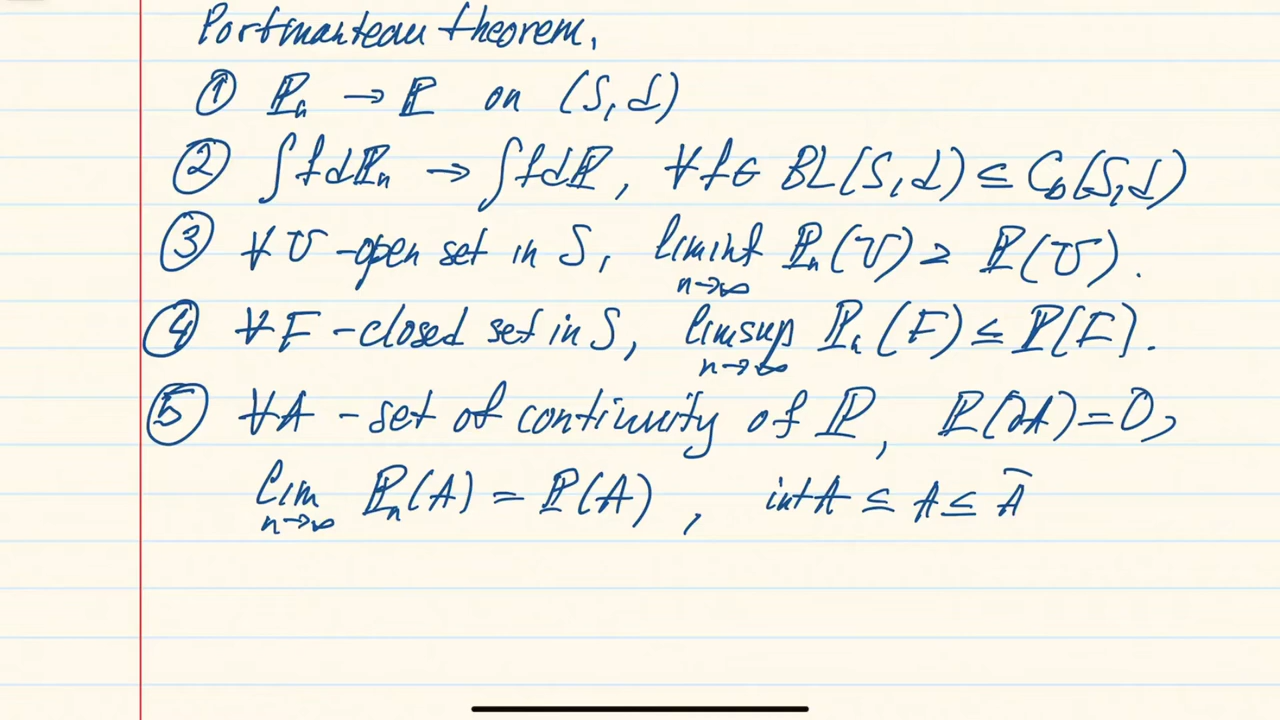 Portmanteau theorem.
① ℙₙ → ℙ on (S, d)
② ∫ f dℙₙ → ∫ f dℙ, ∀ f ∈ BL(S, d) ⊆ C_b(S, d)
③ ∀ U - open set in S, liminf_{n→∞} ℙₙ(U) ≥ ℙ(U).
④ ∀ F - closed set in S, limsup_{n→∞} ℙₙ(F) ≤ ℙ(F).
⑤ ∀ A - set of continuity of ℙ, ℙ(∂A) = 0,
lim_{n→∞} ℙₙ(A) = ℙ(A), int A ⊆ A ⊆ A̅